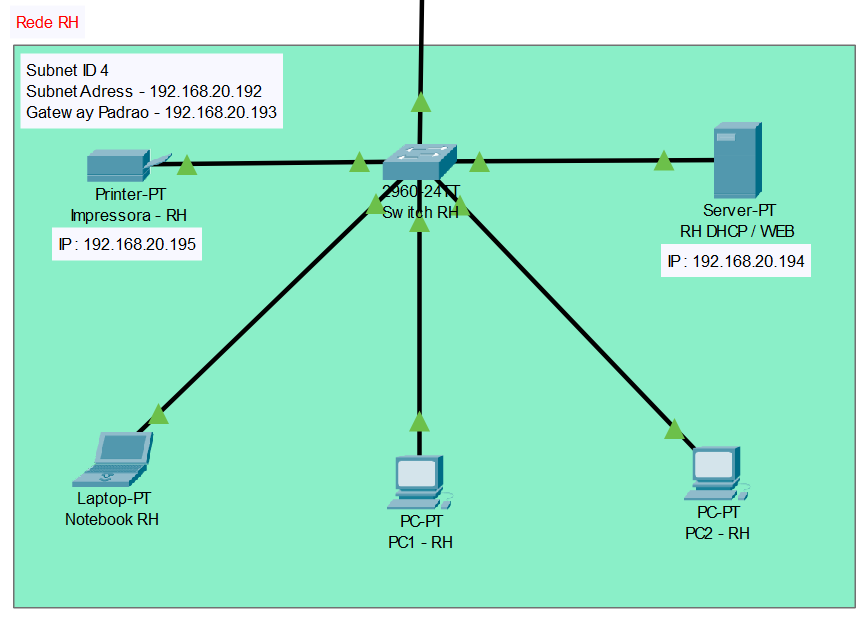 Rede RH
Subnet ID 4
Subnet Adress - 192.168.20.192
Gateway Padrao - 192.168.20.193
Printer-PT
Impressora - RH
IP : 192.168.20.195
2960-24TT
Switch RH
Server-PT
RH DHCP / WEB
IP : 192.168.20.194
Laptop-PT
Notebook RH
PC-PT
PC1 - RH
PC-PT
PC2 - RH